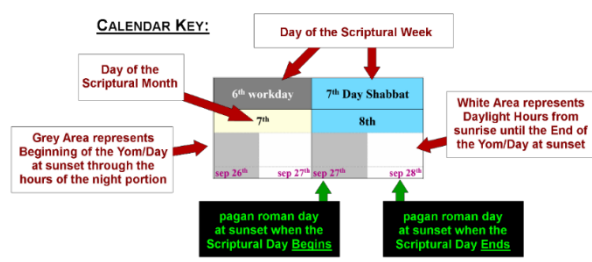 CALENDAR KEY:
Day of the Scriptural Week
Day of the
Scriptural Month
6th workday
7th Day Shabbat
7th
8th
White Area represents
Daylight Hours from
sunrise until the End of
the Yom/Day at sunset
Grey Area represents
Beginning of the Yom/Day
at sunset through the
hours of the night portion
sep 26th
sep 27th
sep 27th
sep 28th
pagan roman day
at sunset when the
Scriptural Day Begins
pagan roman day
at sunset when the
Scriptural Day Ends